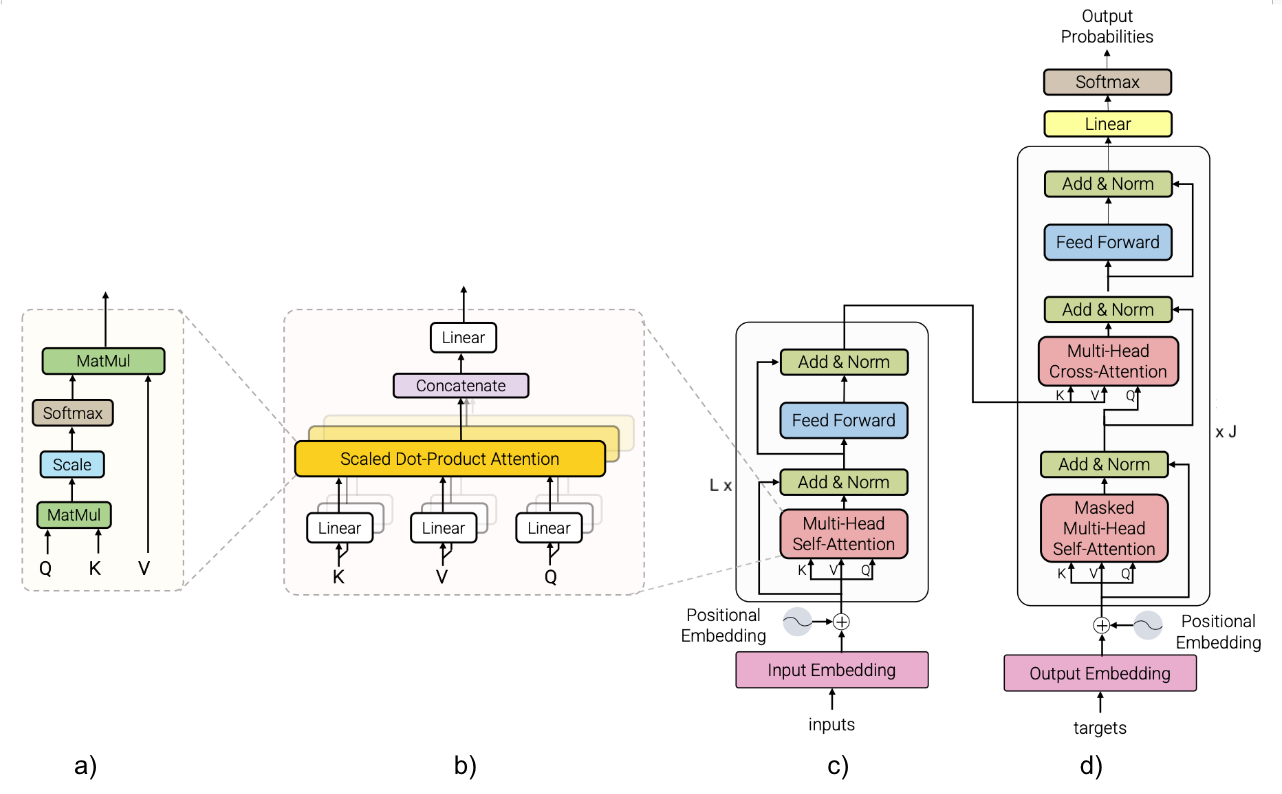 MatMul
Softmax
Scale
MatMul
Q K V
a)
Linear
Concatenate
Scaled Dot-Product Attention
Linear Linear Linear
K V Q
b)
Add & Norm
Feed Forward
Add & Norm
L x
Multi-Head
Self-Attention
K V Q
Positional
Embedding
Input Embedding
inputs
c)
Output
Probabilities
Softmax
Linear
Add & Norm
Feed Forward
Add & Norm
Multi-Head
Cross-Attention
K V Q
x J
Add & Norm
Masked
Multi-Head
Self-Attention
K V Q
Positional
Embedding
Output Embedding
targets
d)